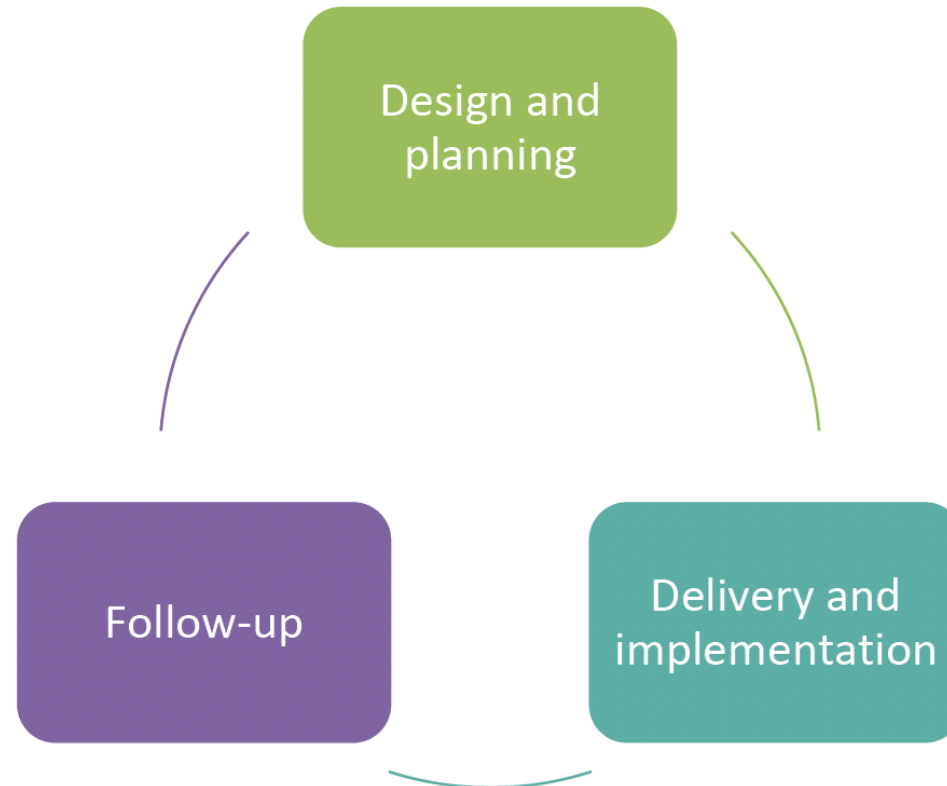 Design and
planning
Delivery and
implementation
Follow-up